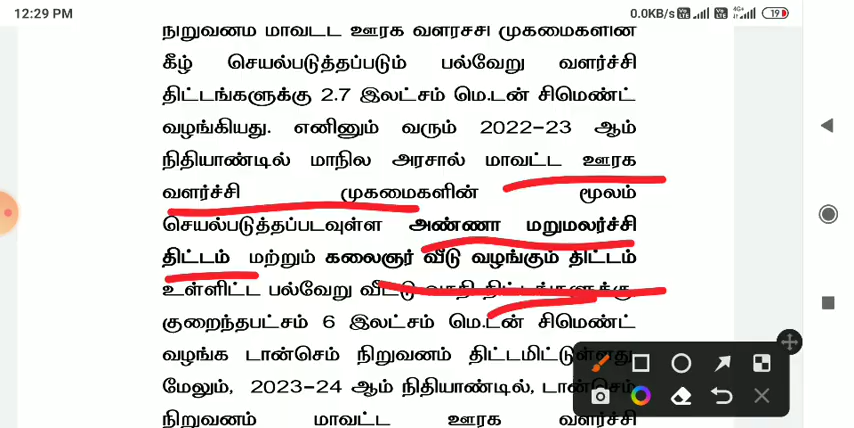 12:29 PM
0.0KB/s 4G+ 19
நிறுவனம் மாவட்ட ஊரக வளர்ச்சி முகமைகளின்
கீழ் செயல்படுத்தப்படும் பல்வேறு வளர்ச்சி
திட்டங்களுக்கு 2.7 இலட்சம் மெ.டன் சிமெண்ட்
வழங்கியது. எனினும் வரும் 2022-23 ஆம்
நிதியாண்டில் மாநில அரசால் மாவட்ட ஊரக
வளர்ச்சி முகமைகளின் மூலம்
செயல்படுத்தப்படவுள்ள அண்ணா மறுமலர்ச்சி
திட்டம் மற்றும் கலைஞர் வீடு வழங்கும் திட்டம்
உள்ளிட்ட பல்வேறு வீட்டு வசதி திட்டங்களுக்கு
குறைந்தபட்சம் 6 இலட்சம் மெ.டன் சிமெண்ட்
வழங்க டான்செம் நிறுவனம் திட்டமிட்டுள்ளது
மேலும், 2023-24 ஆம் நிதியாண்டில், டான்செம்
நிறுவனம் மாவட்ட ஊரக வளர்ச்சி